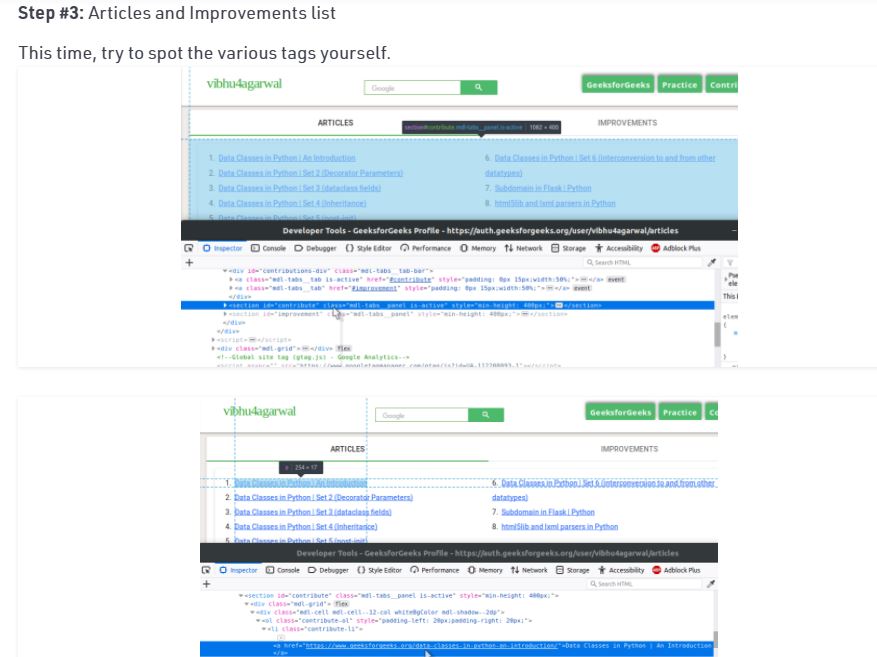 Step #3: Articles and Improvements list
This time, try to spot the various tags yourself.
vibhu4agarwal
Google
GeeksforGeeks Practice Contri
ARTICLES
section#contribute.mdl-tabs__panel.is-active | 1082 × 400
IMPROVEMENTS
1. Data Classes in Python | An Introduction
2. Data Classes in Python | Set 2 (Decorator Parameters)
3. Data Classes in Python | Set 3 (dataclass fields)
4. Data Classes in Python | Set 4 (Inheritance)
5. Data Classes in Python | Set 5 (post-init)
6. Data Classes in Python | Set 6 (interconversion to and from other
datatypes)
7. Subdomain in Flask | Python
8. html5lib and lxml parsers in Python
Developer Tools - GeeksforGeeks Profile - https://auth.geeksforgeeks.org/user/vibhu4agarwal/articles
Inspector Console Debugger {} Style Editor Performance Memory Network Storage Accessibility Adblock Plus
+ Search HTML
<div id="contributions-div" class="mdl-tabs__tab-bar">
<a class="mdl-tabs__tab is-active" href="#contribute" style="padding: 0px 15px;width:50%;"></a> event
<a class="mdl-tabs__tab" href="#improvement" style="padding: 0px 15px;width:50%;"></a> event
</div>
<section id="contribute" class="mdl-tabs__panel is-active" style="min-height: 400px;"></section>
<section id="improvement" class="mdl-tabs__panel" style="min-height: 400px;"></section>
</div>
</div>
<script></script>
<div class="mdl-grid"></div> flex
<!--Global site tag (gtag.js) - Google Analytics-->
Pse
ele
This
elem
{
}
vibhu4agarwal
Google
GeeksforGeeks Practice Co
ARTICLES
IMPROVEMENTS
a | 254 × 17
1. Data Classes in Python | An Introduction
2. Data Classes in Python | Set 2 (Decorator Parameters)
3. Data Classes in Python | Set 3 (dataclass fields)
4. Data Classes in Python | Set 4 (Inheritance)
5. Data Classes in Python | Set 5 (post-init)
6. Data Classes in Python | Set 6 (interconversion to and from other
datatypes)
7. Subdomain in Flask | Python
8. html5lib and lxml parsers in Python
Developer Tools - GeeksforGeeks Profile - https://auth.geeksforgeeks.org/user/vibhu4agarwal/articles
Inspector Console Debugger {} Style Editor Performance Memory Network Storage Accessibility Adblock Plus
+ Search HTML
<section id="contribute" class="mdl-tabs__panel is-active" style="min-height: 400px;">
<div class="mdl-grid"> flex
<div class="mdl-cell mdl-cell--12-col whiteBgColor mdl-shadow--2dp">
<ol class="contribute-ol" style="padding-left: 20px;padding-right: 20px;">
<li class="contribute-li">
<a href="https://www.geeksforgeeks.org/data-classes-in-python-an-introduction/">Data Classes in Python | An Introduction
</a>